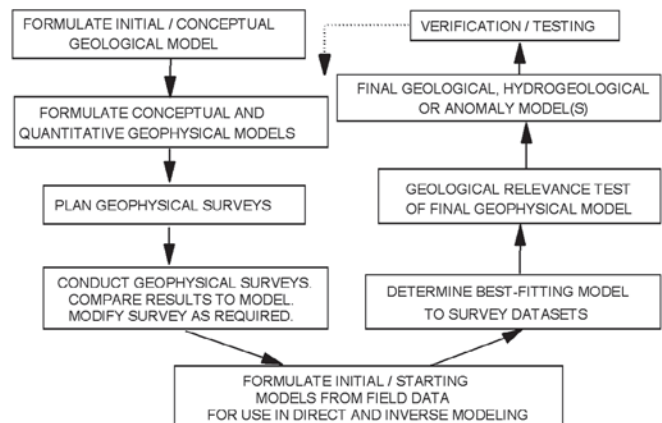 FORMULATE INITIAL / CONCEPTUAL
GEOLOGICAL MODEL
FORMULATE CONCEPTUAL AND
QUANTITATIVE GEOPHYSICAL MODELS
PLAN GEOPHYSICAL SURVEYS
CONDUCT GEOPHYSICAL SURVEYS.
COMPARE RESULTS TO MODEL.
MODIFY SURVEY AS REQUIRED.
FORMULATE INITIAL / STARTING
MODELS FROM FIELD DATA
FOR USE IN DIRECT AND INVERSE MODELING
DETERMINE BEST-FITTING MODEL
TO SURVEY DATASETS
GEOLOGICAL RELEVANCE TEST
OF FINAL GEOPHYSICAL MODEL
FINAL GEOLOGICAL, HYDROGEOLOGICAL
OR ANOMALY MODEL(S)
VERIFICATION / TESTING